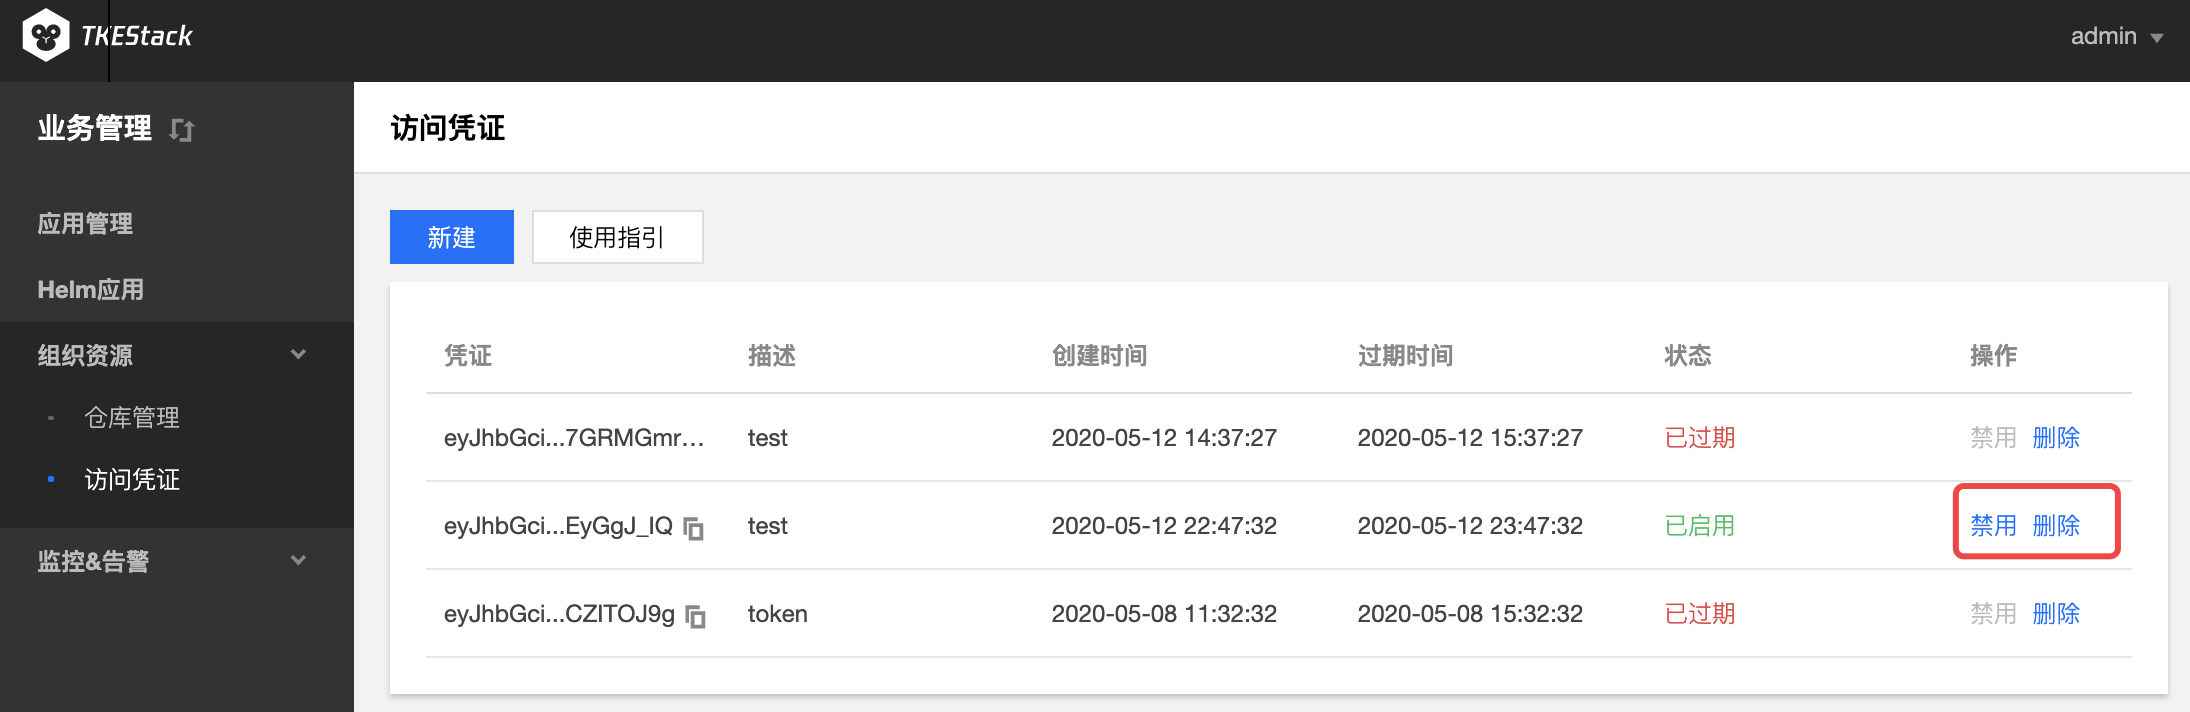 TKEStack
admin
业务管理
访问凭证
应用管理
Helm应用
组织资源
仓库管理
访问凭证
监控&告警
新建 使用指引
凭证 描述 创建时间 过期时间 状态 操作
eyJhbGci...7GRMGmr... test 2020-05-12 14:37:27 2020-05-12 15:37:27 已过期 禁用 删除
eyJhbGci...EyGgJ_IQ test 2020-05-12 22:47:32 2020-05-12 23:47:32 已启用 禁用 删除
eyJhbGci...CZITOJ9g token 2020-05-08 11:32:32 2020-05-08 15:32:32 已过期 禁用 删除